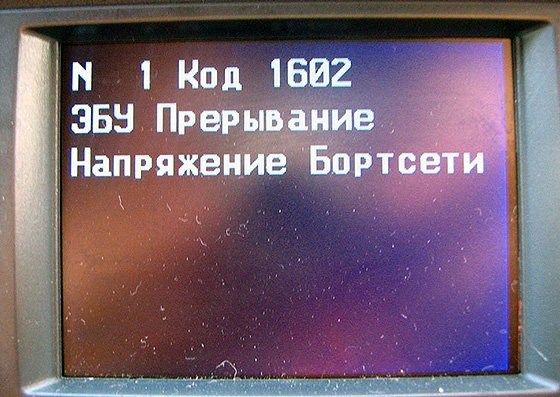 N 1 Код 1602
ЭБУ Прерывание
Напряжение Бортсети